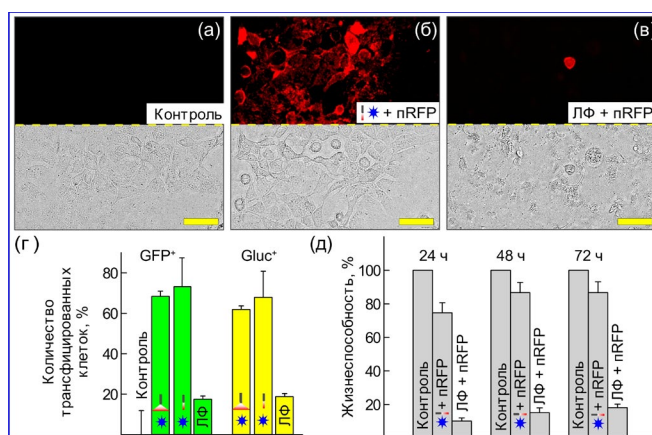 (а)
(б)
(в)
Контроль
+ пRFP
ЛФ + пRFP
(г)
(д)
GFP⁺
Gluc⁺
24 ч
48 ч
72 ч
Количество
трансфицированных
клеток, %
80
60
40
20
Контроль
ЛФ
ЛФ
Жизнеспособность, %
100
80
60
40
20
Контроль
+ пRFP
ЛФ + пRFP
Контроль
+ пRFP
ЛФ + пRFP
Контроль
+ пRFP
ЛФ + пRFP